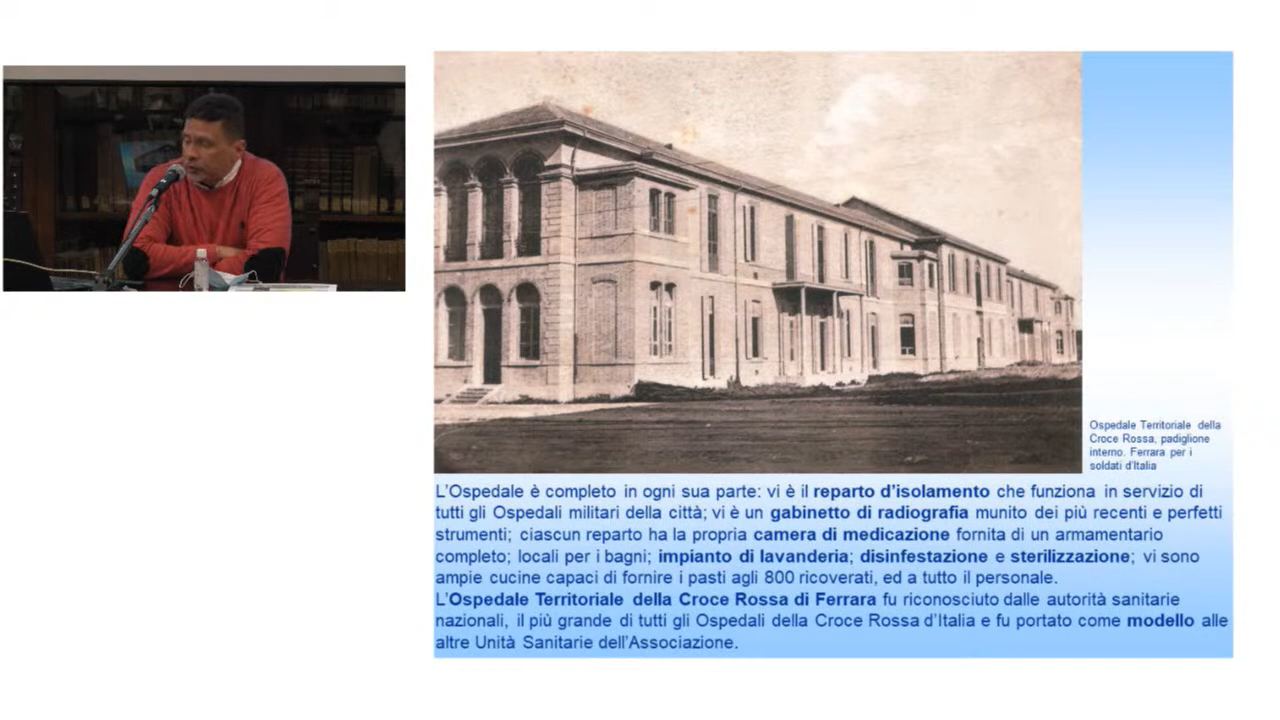 Ospedale Territoriale della
Croce Rossa, padiglione
interno. Ferrara per i
soldati d'Italia
L'Ospedale è completo in ogni sua parte: vi è il reparto d'isolamento che funziona in servizio di
tutti gli Ospedali militari della città; vi è un gabinetto di radiografia munito dei più recenti e perfetti
strumenti; ciascun reparto ha la propria camera di medicazione fornita di un armamentario
completo; locali per i bagni; impianto di lavanderia; disinfestazione e sterilizzazione; vi sono
ampie cucine capaci di fornire i pasti agli 800 ricoverati, ed a tutto il personale.
L'Ospedale Territoriale della Croce Rossa di Ferrara fu riconosciuto dalle autorità sanitarie
nazionali, il più grande di tutti gli Ospedali della Croce Rossa d'Italia e fu portato come modello alle
altre Unità Sanitarie dell'Associazione.